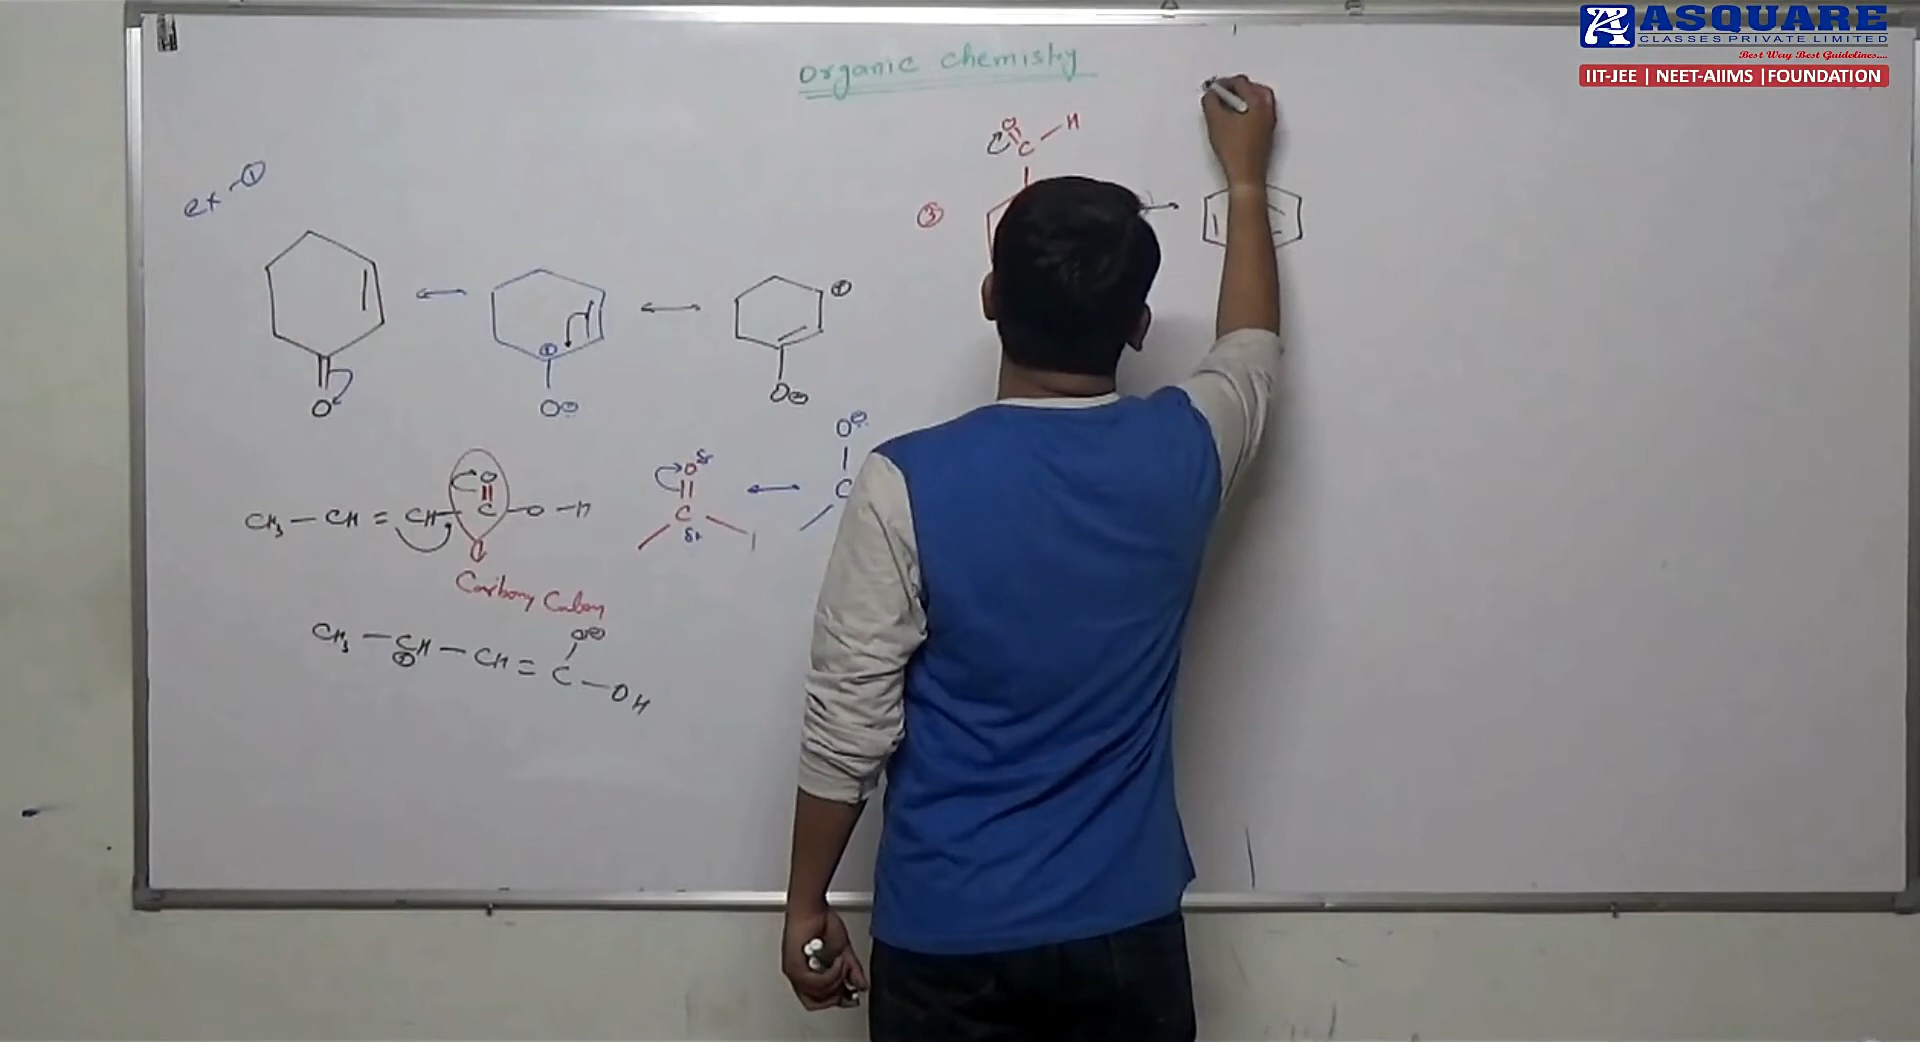 ASQUARE
CLASSES PRIVATE LIMITED
Best Way Best Guidelines....
IIT-JEE | NEET-AIIMS |FOUNDATION
Organic Chemistry
ex-①
③
O
C
H
⊕
⊕
O⊖
O⊖
O
CH₃ — CH = CH — C — O — H
O
O δ-
C δ+
O⊖
C
Carbony Carbon
CH₃ — CH — CH = C — OH
⊕
O⊖